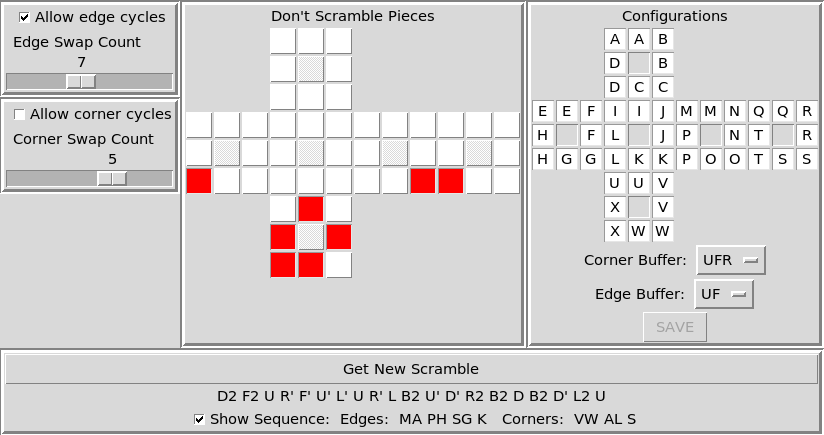 Allow edge cycles
Edge Swap Count
7
Allow corner cycles
Corner Swap Count
5
Don't Scramble Pieces
Configurations
A A B
D B
D C C
E E F I I J M M N Q Q R
H F L J P N T R
H G G L K K P O O T S S
U U V
X V
X W W
Corner Buffer: UFR
Edge Buffer: UF
SAVE
Get New Scramble
D2 F2 U R' F' U' L' U R' L B2 U' D' R2 B2 D B2 D' L2 U
Show Sequence: Edges: MA PH SG K Corners: VW AL S